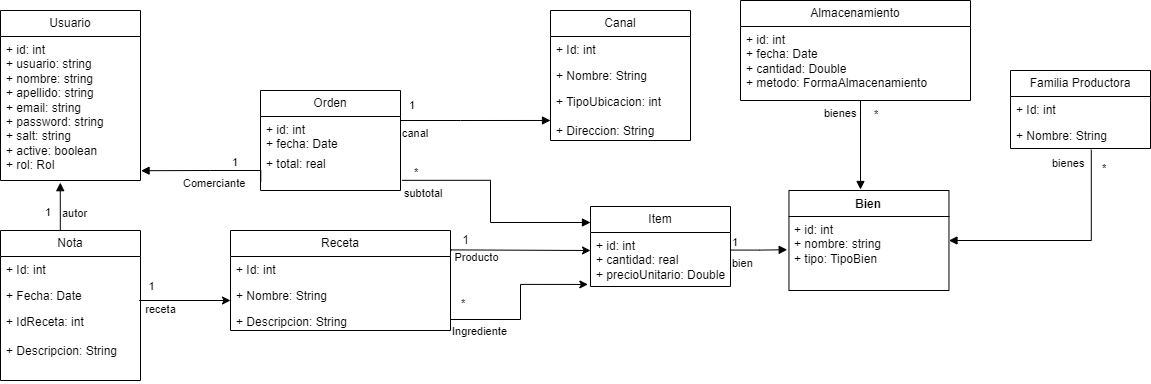 Usuario
+ id: int
+ usuario: string
+ nombre: string
+ apellido: string
+ email: string
+ password: string
+ salt: string
+ active: boolean
+ rol: Rol
Orden
+ id: int
+ fecha: Date
+ total: real
Canal
+ Id: int
+ Nombre: String
+ TipoUbicacion: int
+ Direccion: String
Almacenamiento
+ id: int
+ fecha: Date
+ cantidad: Double
+ metodo: FormaAlmacenamiento
Familia Productora
+ Id: int
+ Nombre: String
1
canal
1
Comerciante
*
subtotal
bienes
*
bienes
*
1
autor
Nota
+ Id: int
+ Fecha: Date
+ IdReceta: int
+ Descripcion: String
1
receta
Receta
+ Id: int
+ Nombre: String
+ Descripcion: String
1
Producto
*
Ingrediente
Item
+ id: int
+ cantidad: real
+ precioUnitario: Double
1
bien
Bien
+ id: int
+ nombre: string
+ tipo: TipoBien